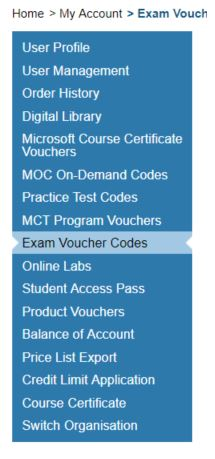 Home > My Account > Exam Vouch
User Profile
User Management
Order History
Digital Library
Microsoft Course Certificate
Vouchers
MOC On-Demand Codes
Practice Test Codes
MCT Program Vouchers
Exam Voucher Codes
Online Labs
Student Access Pass
Product Vouchers
Balance of Account
Price List Export
Credit Limit Application
Course Certificate
Switch Organisation